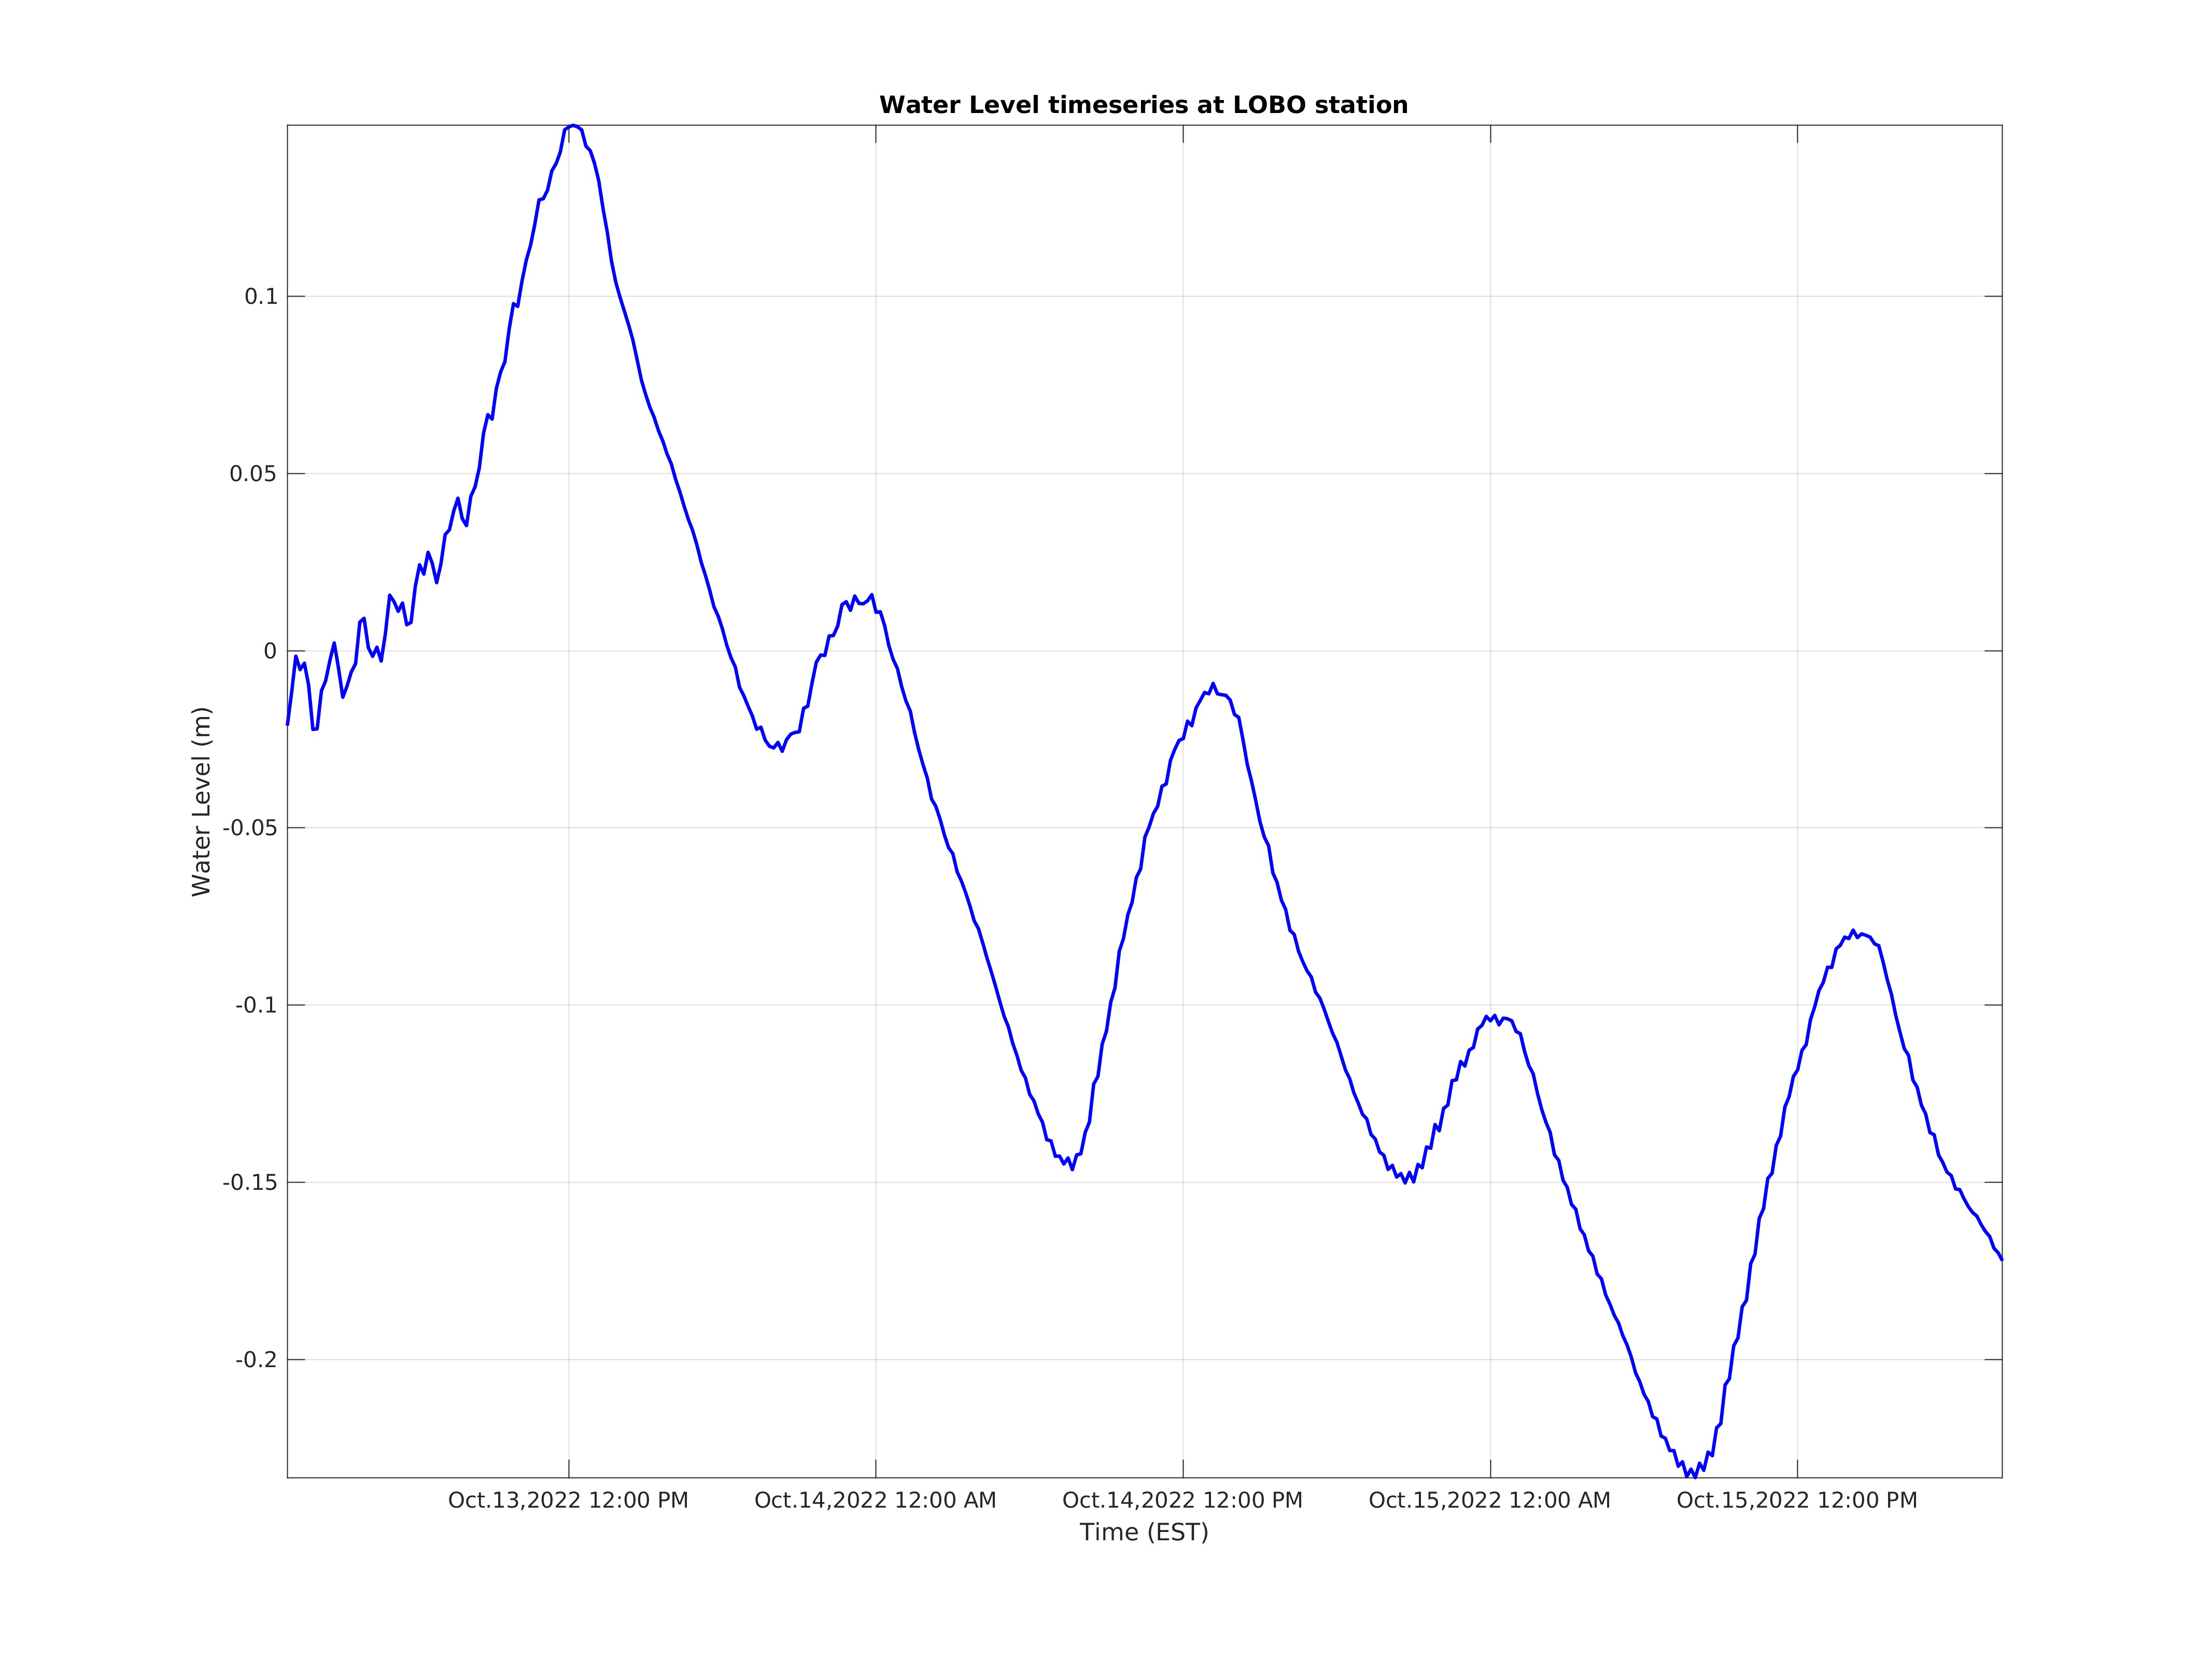 Water Level timeseries at LOBO station
0.1
0.05
0
-0.05
-0.1
-0.15
-0.2
Water Level (m)
Oct.13,2022 12:00 PM Oct.14,2022 12:00 AM Oct.14,2022 12:00 PM Oct.15,2022 12:00 AM Oct.15,2022 12:00 PM
Time (EST)